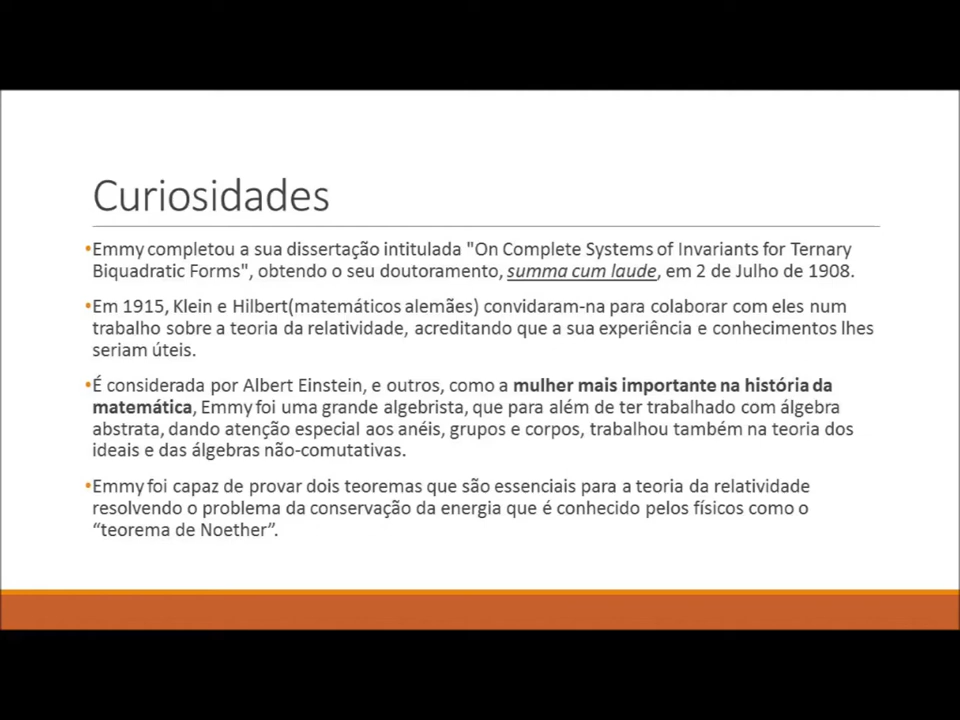 Curiosidades
•Emmy completou a sua dissertação intitulada "On Complete Systems of Invariants for Ternary
Biquadratic Forms", obtendo o seu doutoramento, summa cum laude, em 2 de Julho de 1908.
•Em 1915, Klein e Hilbert(matemáticos alemães) convidaram-na para colaborar com eles num
trabalho sobre a teoria da relatividade, acreditando que a sua experiência e conhecimentos lhes
seriam úteis.
•É considerada por Albert Einstein, e outros, como a mulher mais importante na história da
matemática, Emmy foi uma grande algebrista, que para além de ter trabalhado com álgebra
abstrata, dando atenção especial aos anéis, grupos e corpos, trabalhou também na teoria dos
ideais e das álgebras não-comutativas.
•Emmy foi capaz de provar dois teoremas que são essenciais para a teoria da relatividade
resolvendo o problema da conservação da energia que é conhecido pelos físicos como o
“teorema de Noether”.